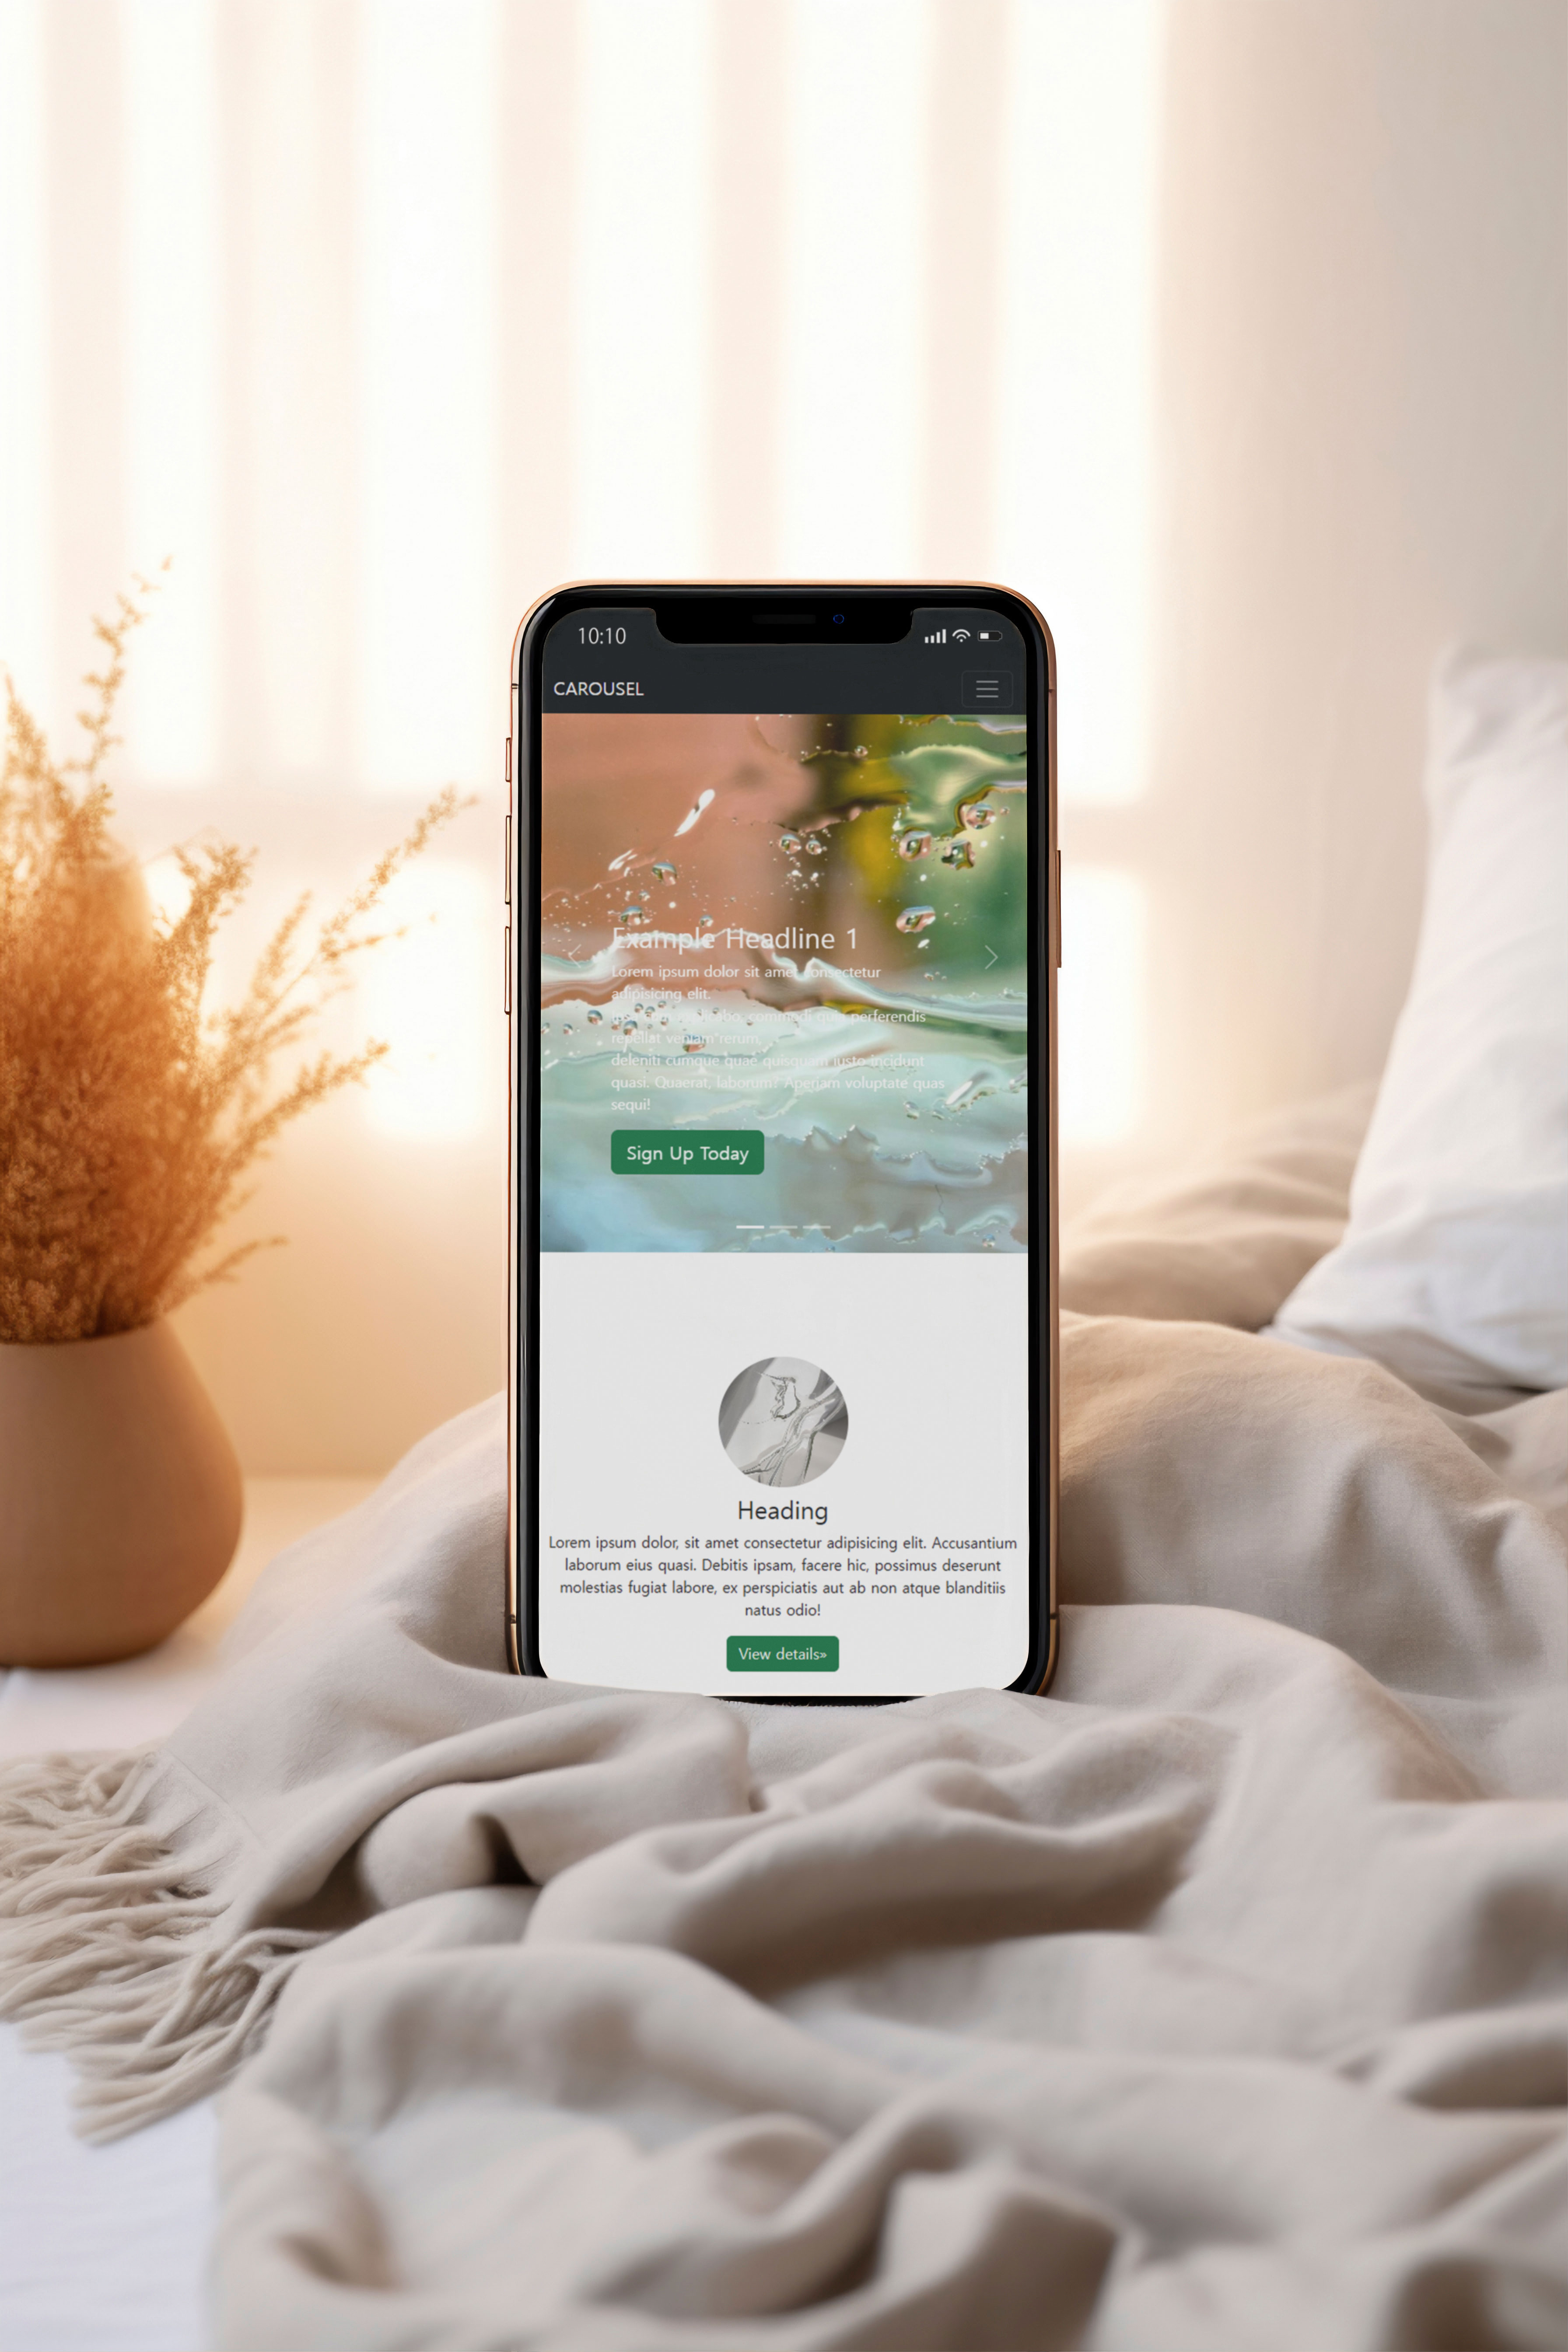 10:10
CAROUSEL
Example Headline 1
Lorem ipsum dolor sit amet consectetur
adipisicing elit.
commodi quis perferendis
repellat veniam rerum,
deleniti cumque quae quisquam iusto incidunt
quasi. Quaerat, laborum? Aperiam voluptate quas
sequi!
Sign Up Today
Heading
Lorem ipsum dolor, sit amet consectetur adipisicing elit. Accusantium
laborum eius quasi. Debitis ipsam, facere hic, possimus deserunt
molestias fugiat labore, ex perspiciatis aut ab non atque blanditiis
natus odio!
View details»